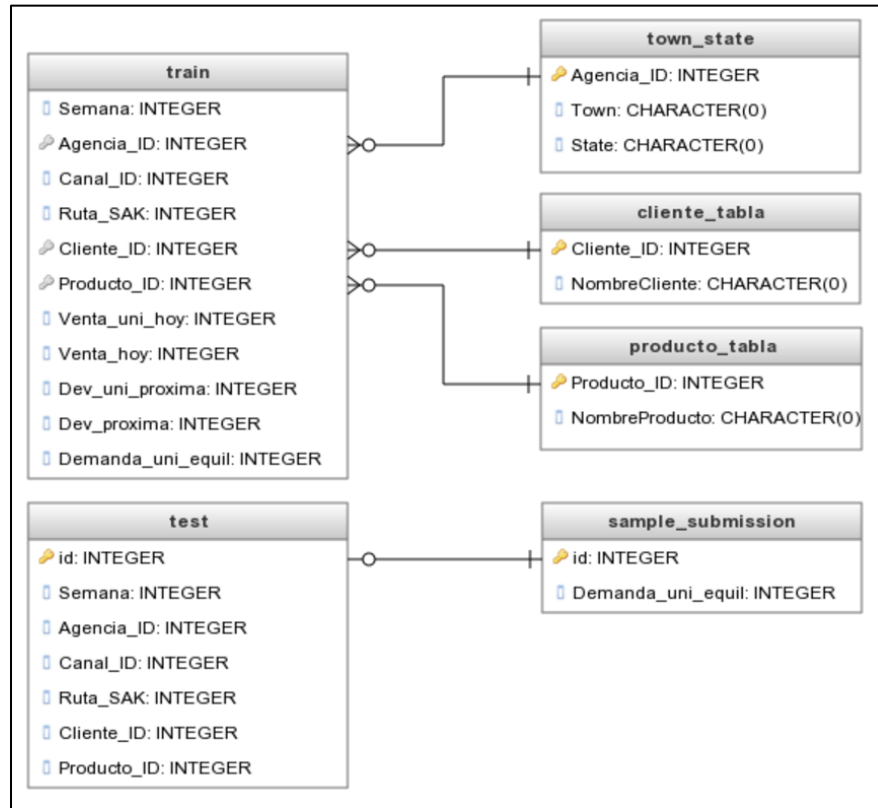 train
Semana: INTEGER
Agencia_ID: INTEGER
Canal_ID: INTEGER
Ruta_SAK: INTEGER
Cliente_ID: INTEGER
Producto_ID: INTEGER
Venta_uni_hoy: INTEGER
Venta_hoy: INTEGER
Dev_uni_proxima: INTEGER
Dev_proxima: INTEGER
Demanda_uni_equil: INTEGER
town_state
Agencia_ID: INTEGER
Town: CHARACTER(0)
State: CHARACTER(0)
cliente_tabla
Cliente_ID: INTEGER
NombreCliente: CHARACTER(0)
producto_tabla
Producto_ID: INTEGER
NombreProducto: CHARACTER(0)
test
id: INTEGER
Semana: INTEGER
Agencia_ID: INTEGER
Canal_ID: INTEGER
Ruta_SAK: INTEGER
Cliente_ID: INTEGER
Producto_ID: INTEGER
sample_submission
id: INTEGER
Demanda_uni_equil: INTEGER